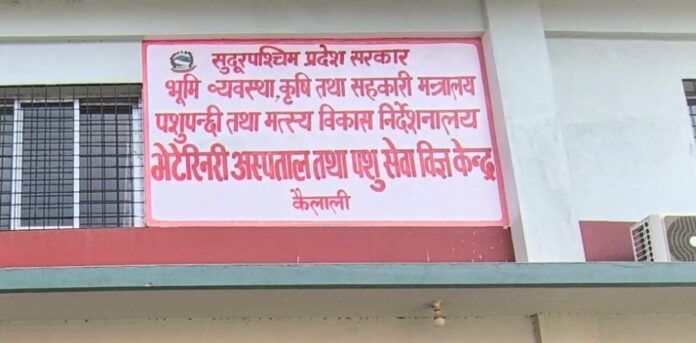 सुदूरपश्चिम प्रदेश सरकार
भूमि व्यवस्था,कृषि तथा सहकारी मन्त्रालय
पशुपन्छी तथा मत्स्य विकास निर्देशनालय
भेटेरिनरी अस्पताल तथा पशु सेवा विज्ञ केन्द्र
कैलाली